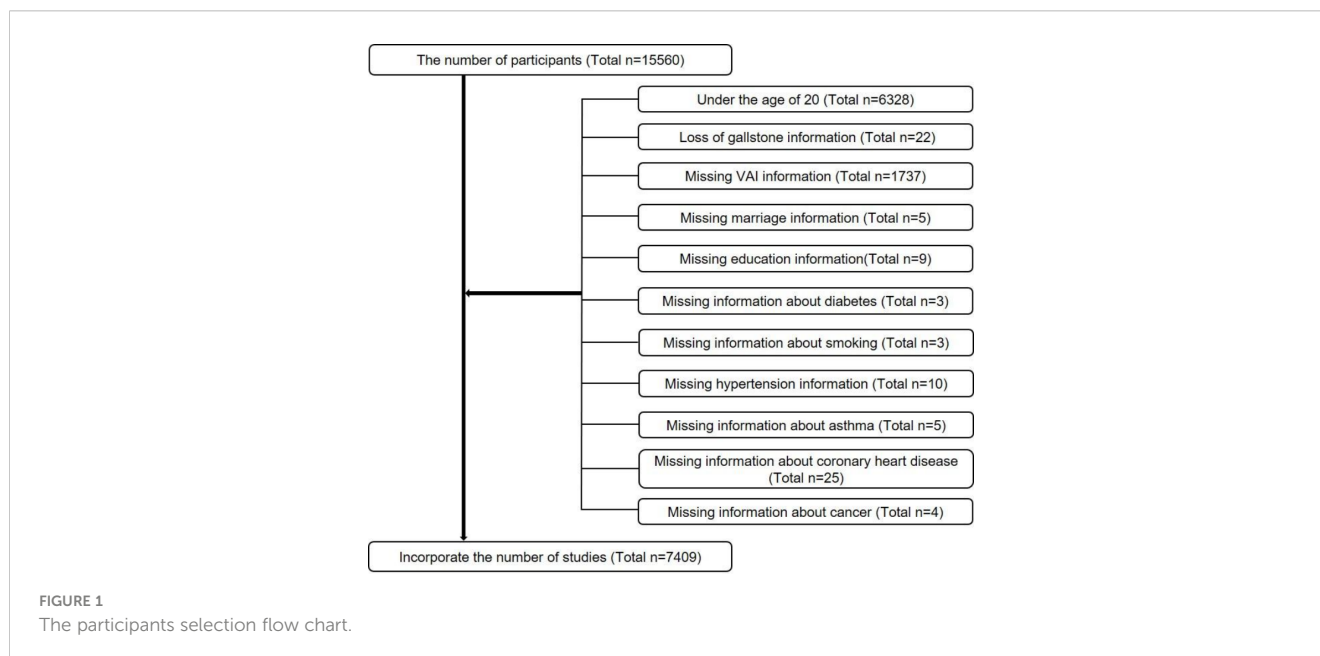 The number of participants (Total n=15560)
Under the age of 20 (Total n=6328)
Loss of gallstone information (Total n=22)
Missing VAI information (Total n=1737)
Missing marriage information (Total n=5)
Missing education information(Total n=9)
Missing information about diabetes (Total n=3)
Missing information about smoking (Total n=3)
Missing hypertension information (Total n=10)
Missing information about asthma (Total n=5)
Missing information about coronary heart disease
(Total n=25)
Missing information about cancer (Total n=4)
Incorporate the number of studies (Total n=7409)
FIGURE 1
The participants selection flow chart.